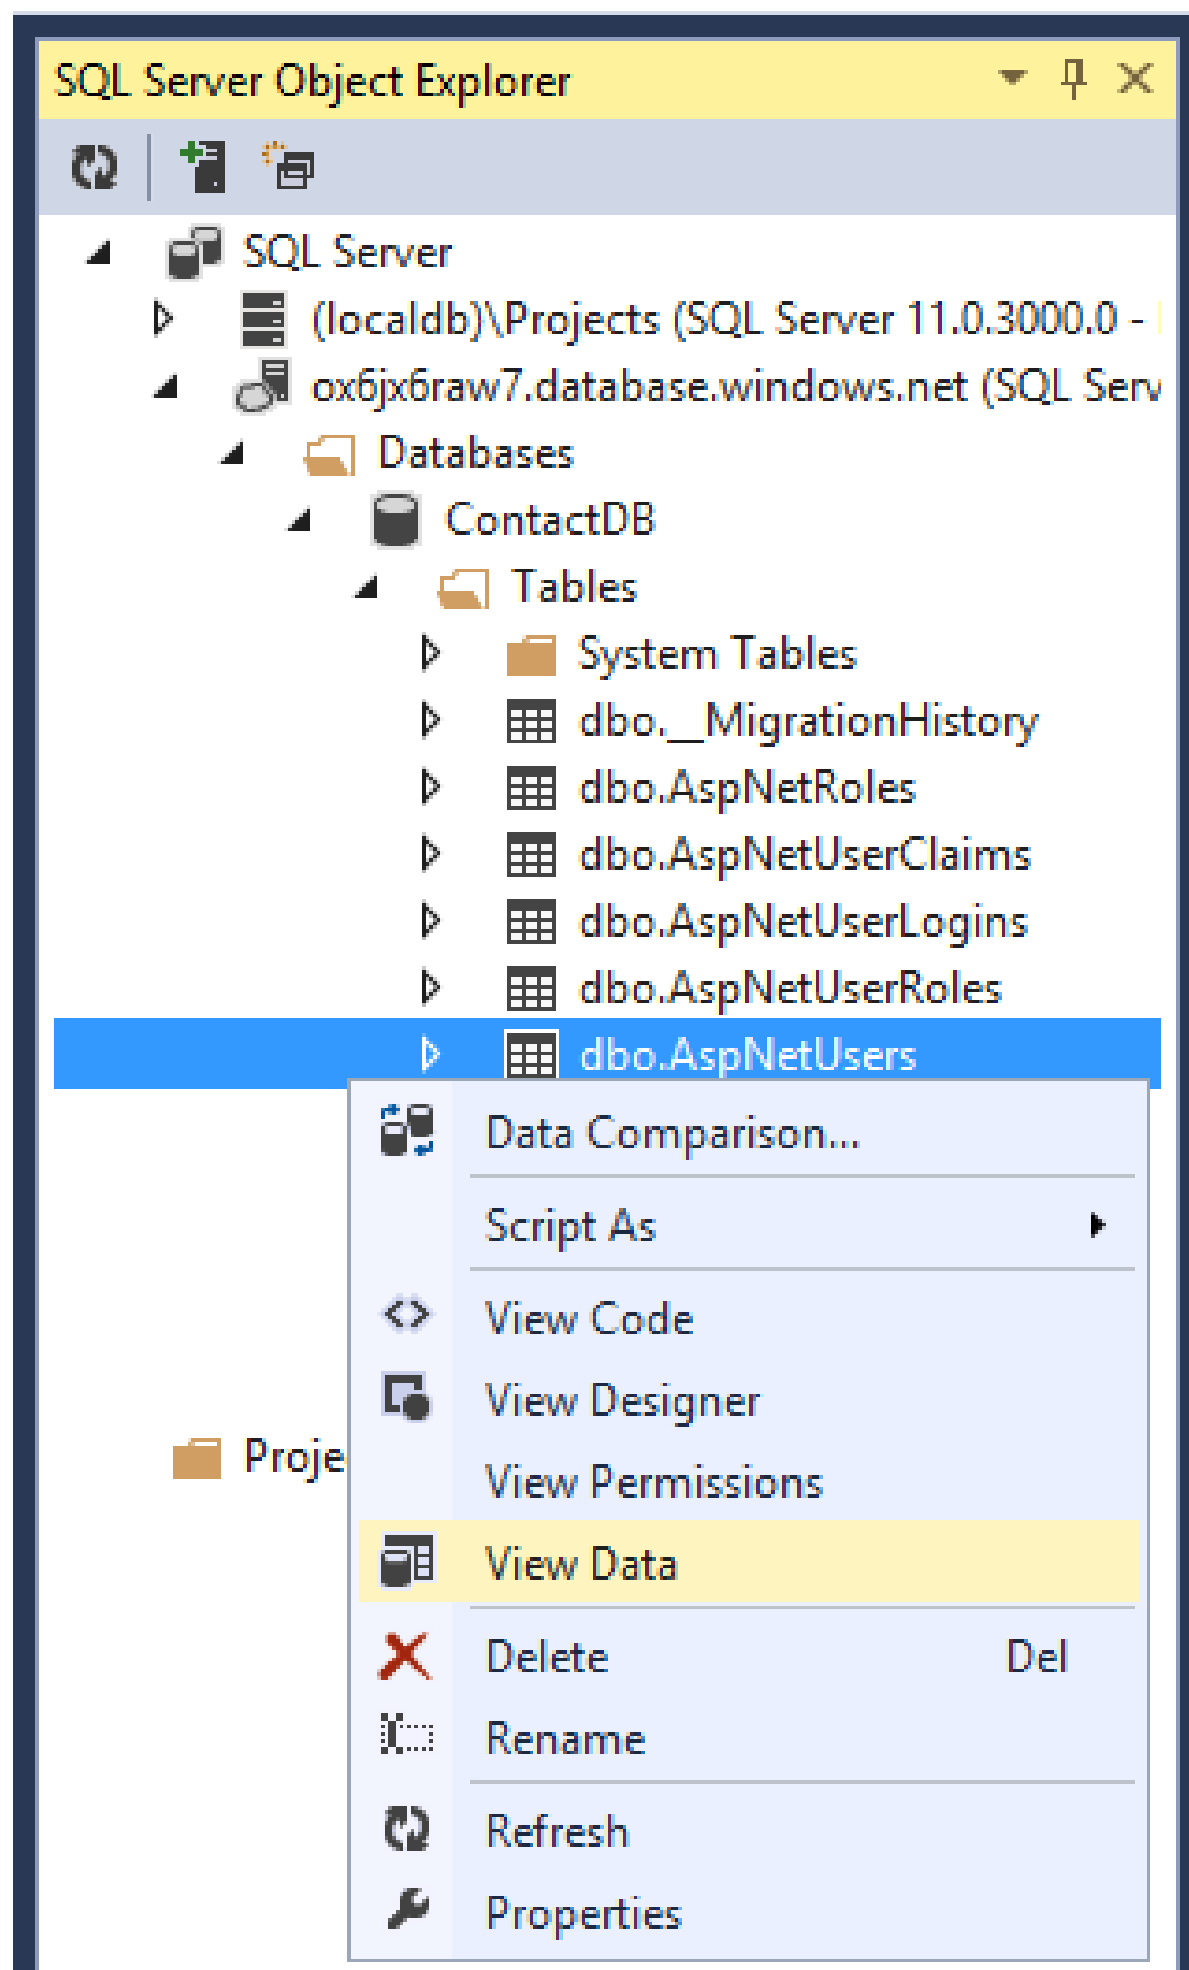 SQL Server Object Explorer
SQL Server
(localdb)\Projects (SQL Server 11.0.3000.0 -
ox6jx6raw7.database.windows.net (SQL Serv
Databases
ContactDB
Tables
System Tables
dbo.__MigrationHistory
dbo.AspNetRoles
dbo.AspNetUserClaims
dbo.AspNetUserLogins
dbo.AspNetUserRoles
dbo.AspNetUsers
Data Comparison...
Script As
View Code
View Designer
Proje
View Permissions
View Data
Delete Del
Rename
Refresh
Properties